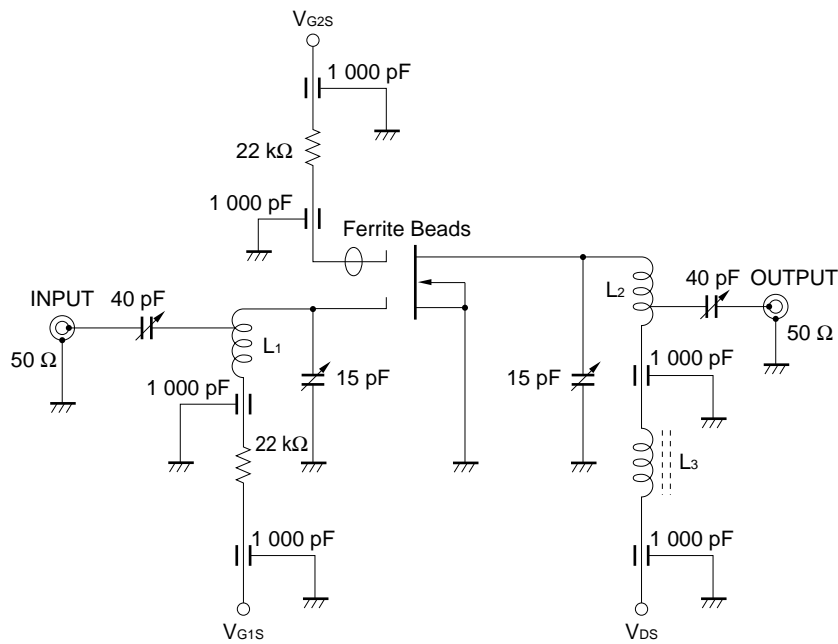 VG2S
1 000 pF
22 kΩ
1 000 pF
Ferrite Beads
INPUT
40 pF
L1
50 Ω
15 pF
1 000 pF
22 kΩ
1 000 pF
VG1S
L2
40 pF
OUTPUT
50 Ω
15 pF
1 000 pF
L3
1 000 pF
VDS